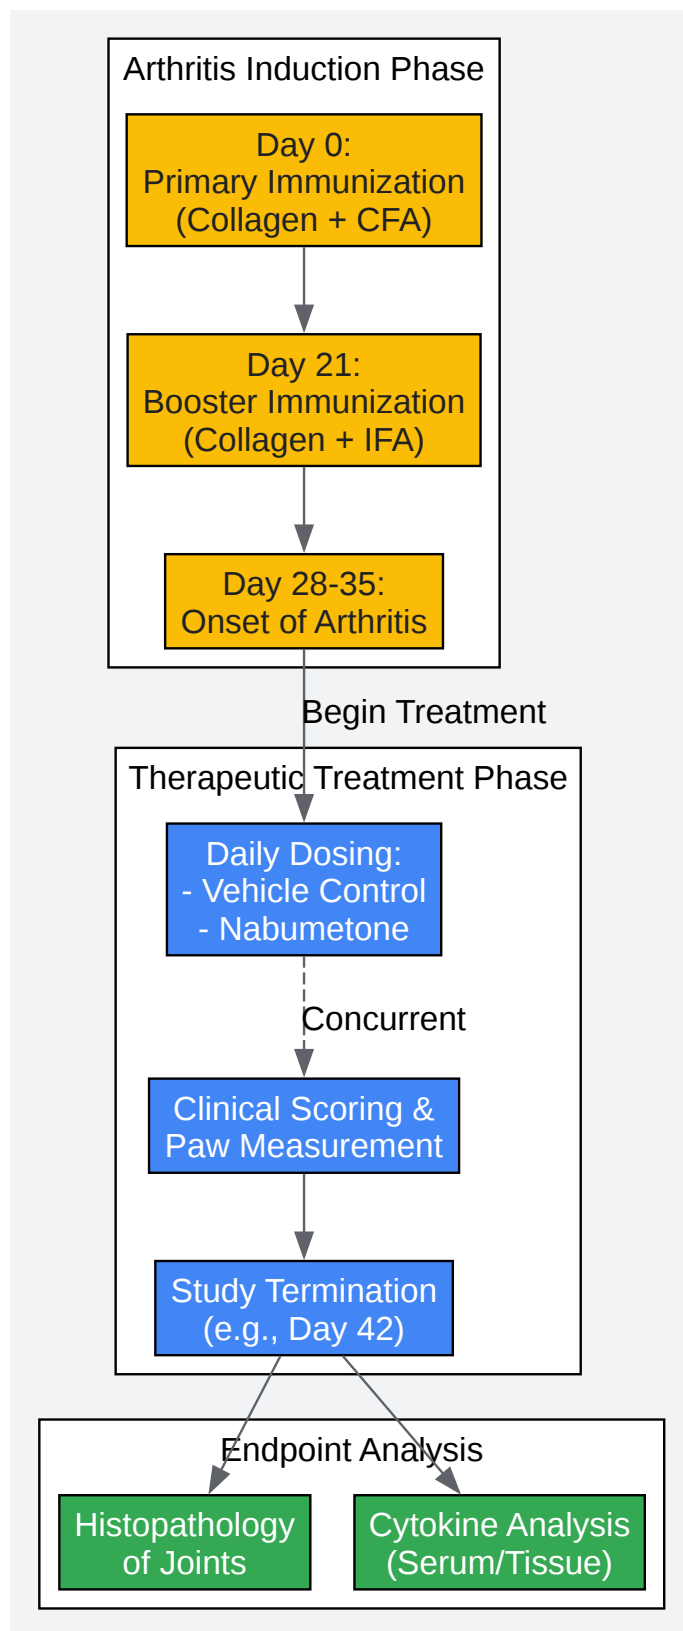 Arthritis Induction Phase
Day 0:
Primary Immunization
(Collagen + CFA)
Day 21:
Booster Immunization
(Collagen + IFA)
Day 28-35:
Onset of Arthritis
Begin Treatment
Therapeutic Treatment Phase
Daily Dosing:
- Vehicle Control
- Nabumetone
Concurrent
Clinical Scoring &
Paw Measurement
Study Termination
(e.g., Day 42)
Endpoint Analysis
Histopathology
of Joints
Cytokine Analysis
(Serum/Tissue)